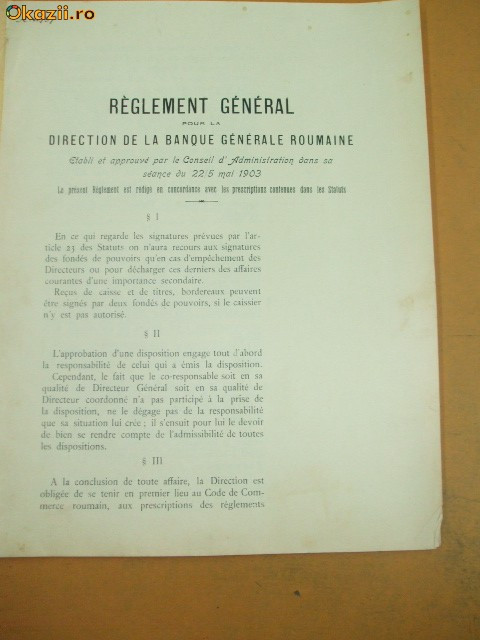 Okazii.ro
RÈGLEMENT GÉNÉRAL
POUR LA
DIRECTION DE LA BANQUE GÉNÉRALE ROUMAINE
Etabli et approuvé par le Conseil d'Administration dans sa
séance du 22/5 mai 1903
Le présent Règlement est rédigé en concordance avec les prescriptions contenues dans les Statuts
§ I
En ce qui regarde les signatures prévues par l'ar-
ticle 23 des Statuts on n'aura recours aux signatures
des fondés de pouvoirs qu'en cas d'empêchement des
Directeurs ou pour décharger ces derniers des affaires
courantes d'une importance secondaire.
Reçus de caisse et de titres, bordereaux peuvent
être signés par deux fondés de pouvoirs, si le caissier
n'y est pas autorisé.
§ II
L'approbation d'une disposition engage tout d'abord
la responsabilité de celui qui a émis la disposition.
Cependant, le fait que le co-responsable soit en sa
qualité de Directeur Général soit en sa qualité de
Directeur coordonné n'a pas participé à la prise de
la disposition, ne le dégage pas de la responsabilité
que sa situation lui crée; il s'ensuit pour lui le devoir
de bien se rendre compte de l'admissibilité de toutes
les dispositions.
§ III
A la conclusion de toute affaire, la Direction est
obligée de se tenir en premier lieu au Code de Com-
merce roumain, aux prescriptions des règlements